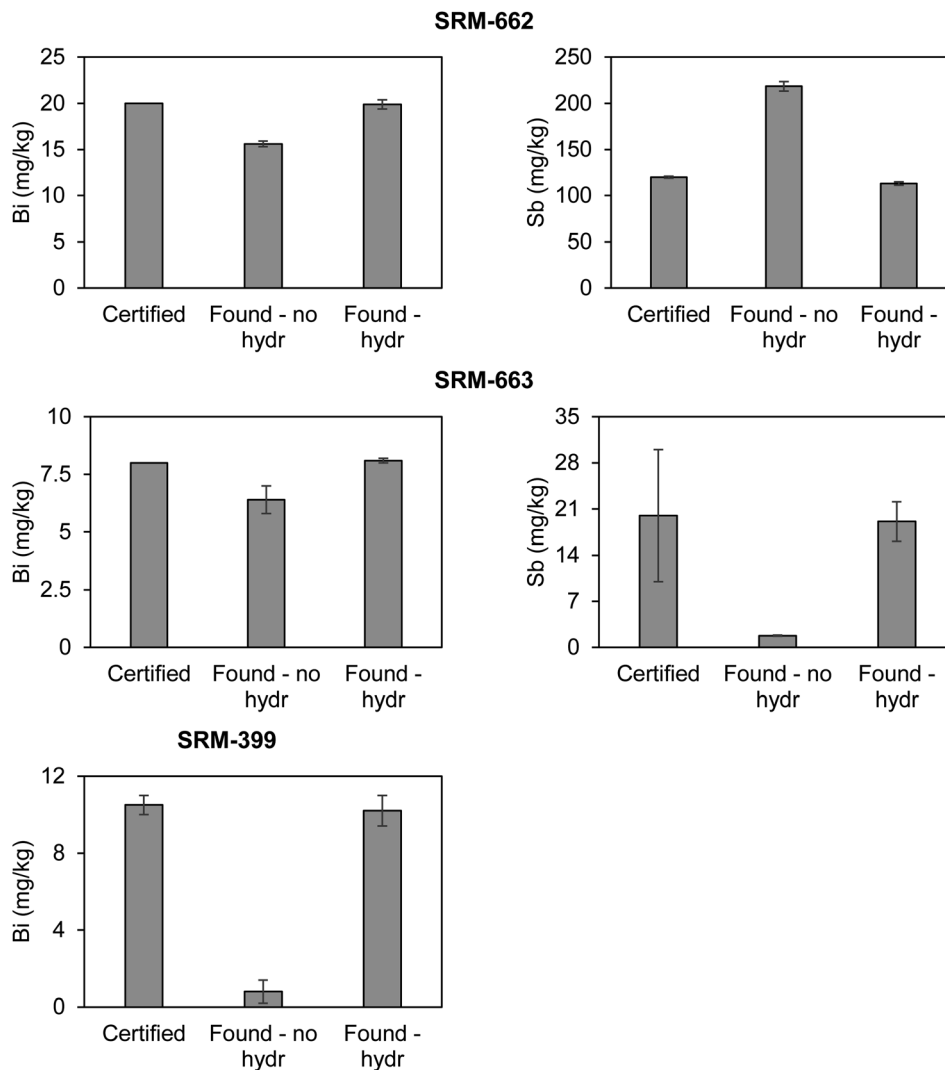 SRM-662
Bi (mg/kg)
25
20
15
10
5
0
Certified
Found - no
hydr
Found -
hydr
Sb (mg/kg)
250
200
150
100
50
0
Certified
Found - no
hydr
Found -
hydr
SRM-663
Bi (mg/kg)
10
7.5
5
2.5
0
Certified
Found - no
hydr
Found -
hydr
Sb (mg/kg)
35
28
21
14
7
0
Certified
Found - no
hydr
Found -
hydr
SRM-399
Bi (mg/kg)
12
8
4
0
Certified
Found - no
hydr
Found -
hydr